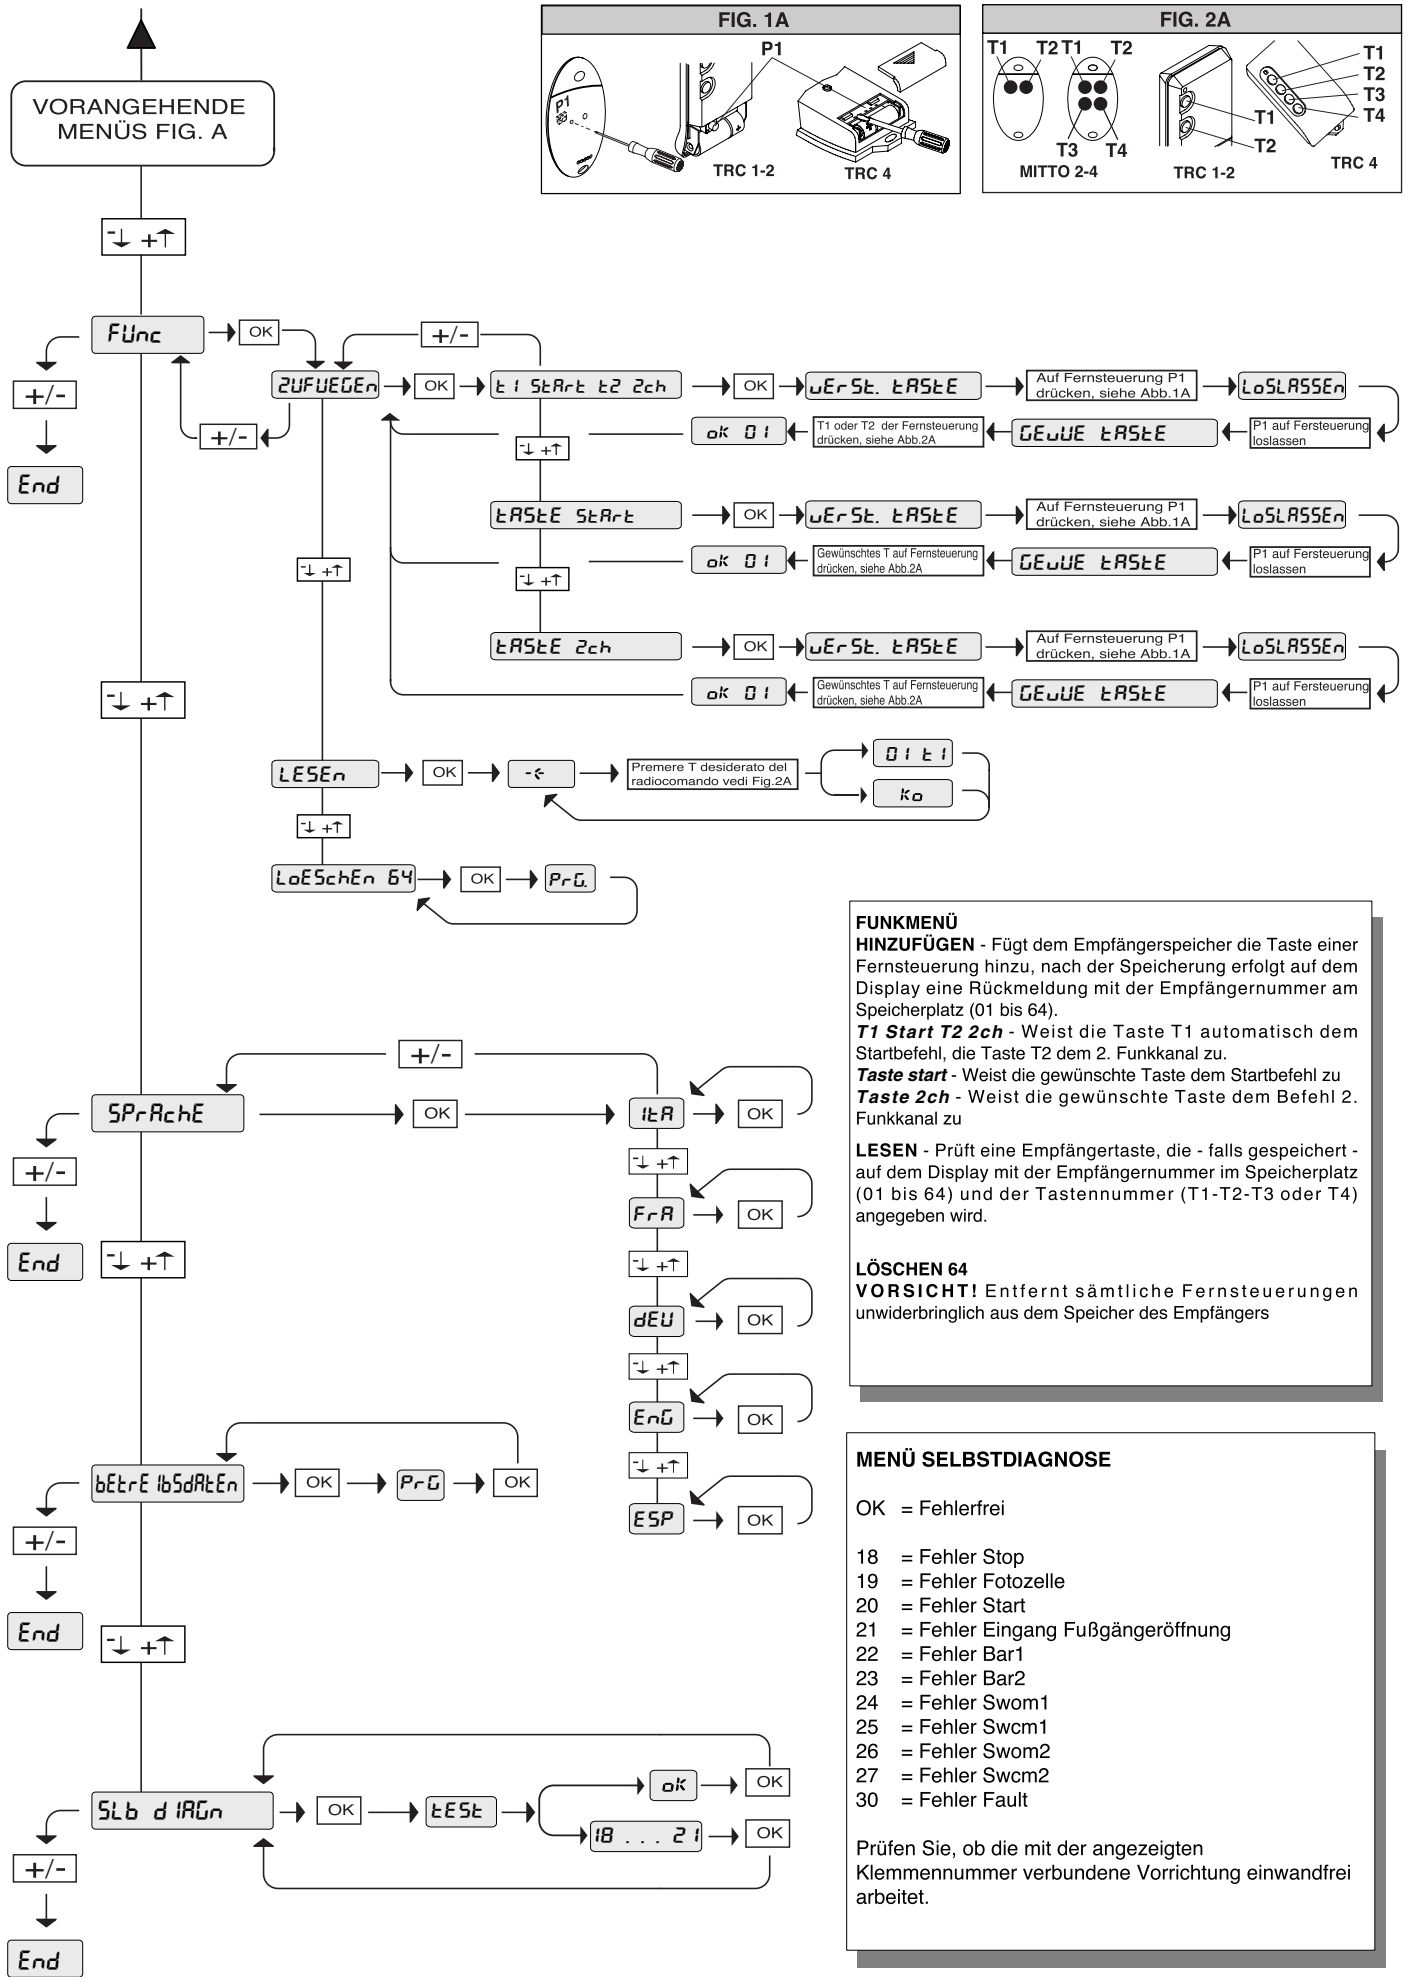 FIG. 1A
P1
P1
TRC 1-2
TRC 4
FIG. 2A
T1 T2 T1 T2
T3 T4
MITTO 2-4
T1
T2
TRC 1-2
T1
T2
T3
T4
TRC 4
VORANGEHENDE
MENÜS FIG. A
-↓ +↑
FUnc
OK
+/-
End
+/-
+/-
ZUFUEGEn
OK
t1 StArt t2 2ch
OK
vErSt. tAStE
Auf Fernsteuerung P1
drücken, siehe Abb.1A
LoSLASSEn
P1 auf Fersteuerung
loslassen
GEwUE tAStE
T1 oder T2 der Fernsteuerung
drücken, siehe Abb.2A
oK 01
-↓ +↑
tAStE StArt
OK
vErSt. tAStE
Auf Fernsteuerung P1
drücken, siehe Abb.1A
LoSLASSEn
P1 auf Fersteuerung
loslassen
GEwUE tAStE
Gewünschtes T auf Fernsteuerung
drücken, siehe Abb.2A
oK 01
-↓ +↑
-↓ +↑
tAStE 2ch
OK
vErSt. tAStE
Auf Fernsteuerung P1
drücken, siehe Abb.1A
LoSLASSEn
P1 auf Fersteuerung
loslassen
GEwUE tAStE
Gewünschtes T auf Fernsteuerung
drücken, siehe Abb.2A
oK 01
-↓ +↑
LESEn
OK
Premere T desiderato del
radiocomando vedi Fig.2A
01 t1
Ko
-↓ +↑
LoESchEn 64
OK
PrG.
FUNKMENÜ
HINZUFÜGEN - Fügt dem Empfängerspeicher die Taste einer
Fernsteuerung hinzu, nach der Speicherung erfolgt auf dem
Display eine Rückmeldung mit der Empfängernummer am
Speicherplatz (01 bis 64).
T1 Start T2 2ch - Weist die Taste T1 automatisch dem
Startbefehl, die Taste T2 dem 2. Funkkanal zu.
Taste start - Weist die gewünschte Taste dem Startbefehl zu
Taste 2ch - Weist die gewünschte Taste dem Befehl 2.
Funkkanal zu
LESEN - Prüft eine Empfängertaste, die - falls gespeichert -
auf dem Display mit der Empfängernummer im Speicherplatz
(01 bis 64) und der Tastennummer (T1-T2-T3 oder T4)
angegeben wird.
LÖSCHEN 64
VORSICHT! Entfernt sämtliche Fernsteuerungen
unwiderbringlich aus dem Speicher des Empfängers
+/-
SPrAchE
OK
+/-
End
-↓ +↑
ItA
OK
-↓ +↑
FrA
OK
-↓ +↑
dEU
OK
-↓ +↑
EnG
OK
-↓ +↑
ESP
OK
bEtrEIbSdAtEn
OK
PrG
OK
+/-
End
-↓ +↑
SLb dIAGn
OK
tESt
oK
OK
18 . . . 21
OK
+/-
End
MENÜ SELBSTDIAGNOSE
OK = Fehlerfrei
18 = Fehler Stop
19 = Fehler Fotozelle
20 = Fehler Start
21 = Fehler Eingang Fußgängeröffnung
22 = Fehler Bar1
23 = Fehler Bar2
24 = Fehler Swom1
25 = Fehler Swcm1
26 = Fehler Swom2
27 = Fehler Swcm2
30 = Fehler Fault
Prüfen Sie, ob die mit der angezeigten
Klemmennummer verbundene Vorrichtung einwandfrei
arbeitet.